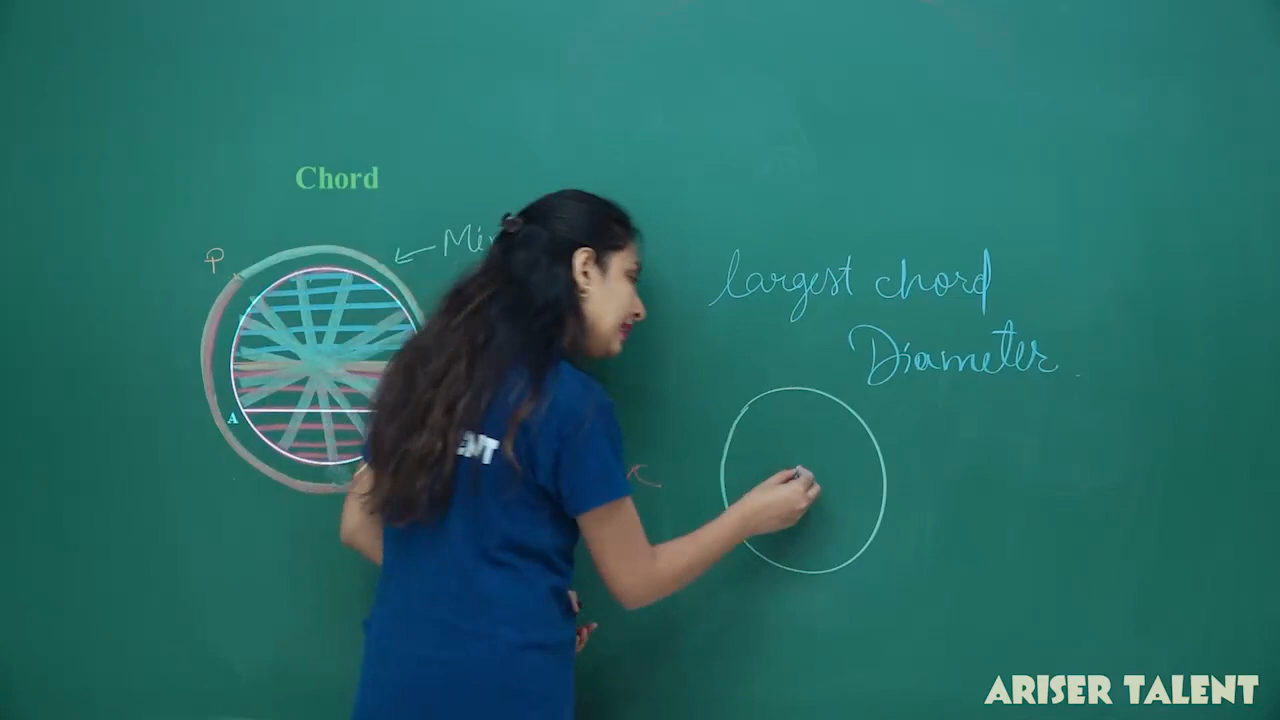 Chord
P
largest chord
Diameter
A
ARISER TALENT